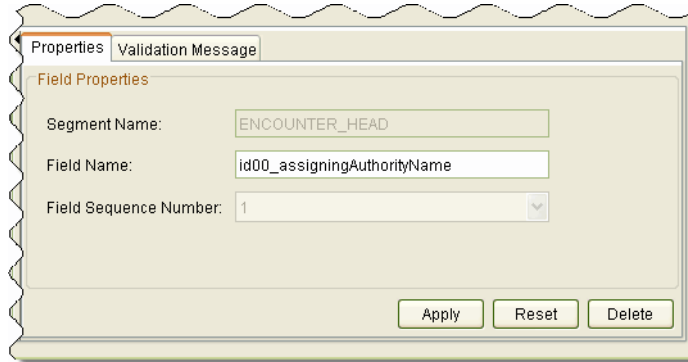 Properties Validation Message
Field Properties
Segment Name: ENCOUNTER_HEAD
Field Name: id00_assigningAuthorityName
Field Sequence Number: 1
Apply Reset Delete